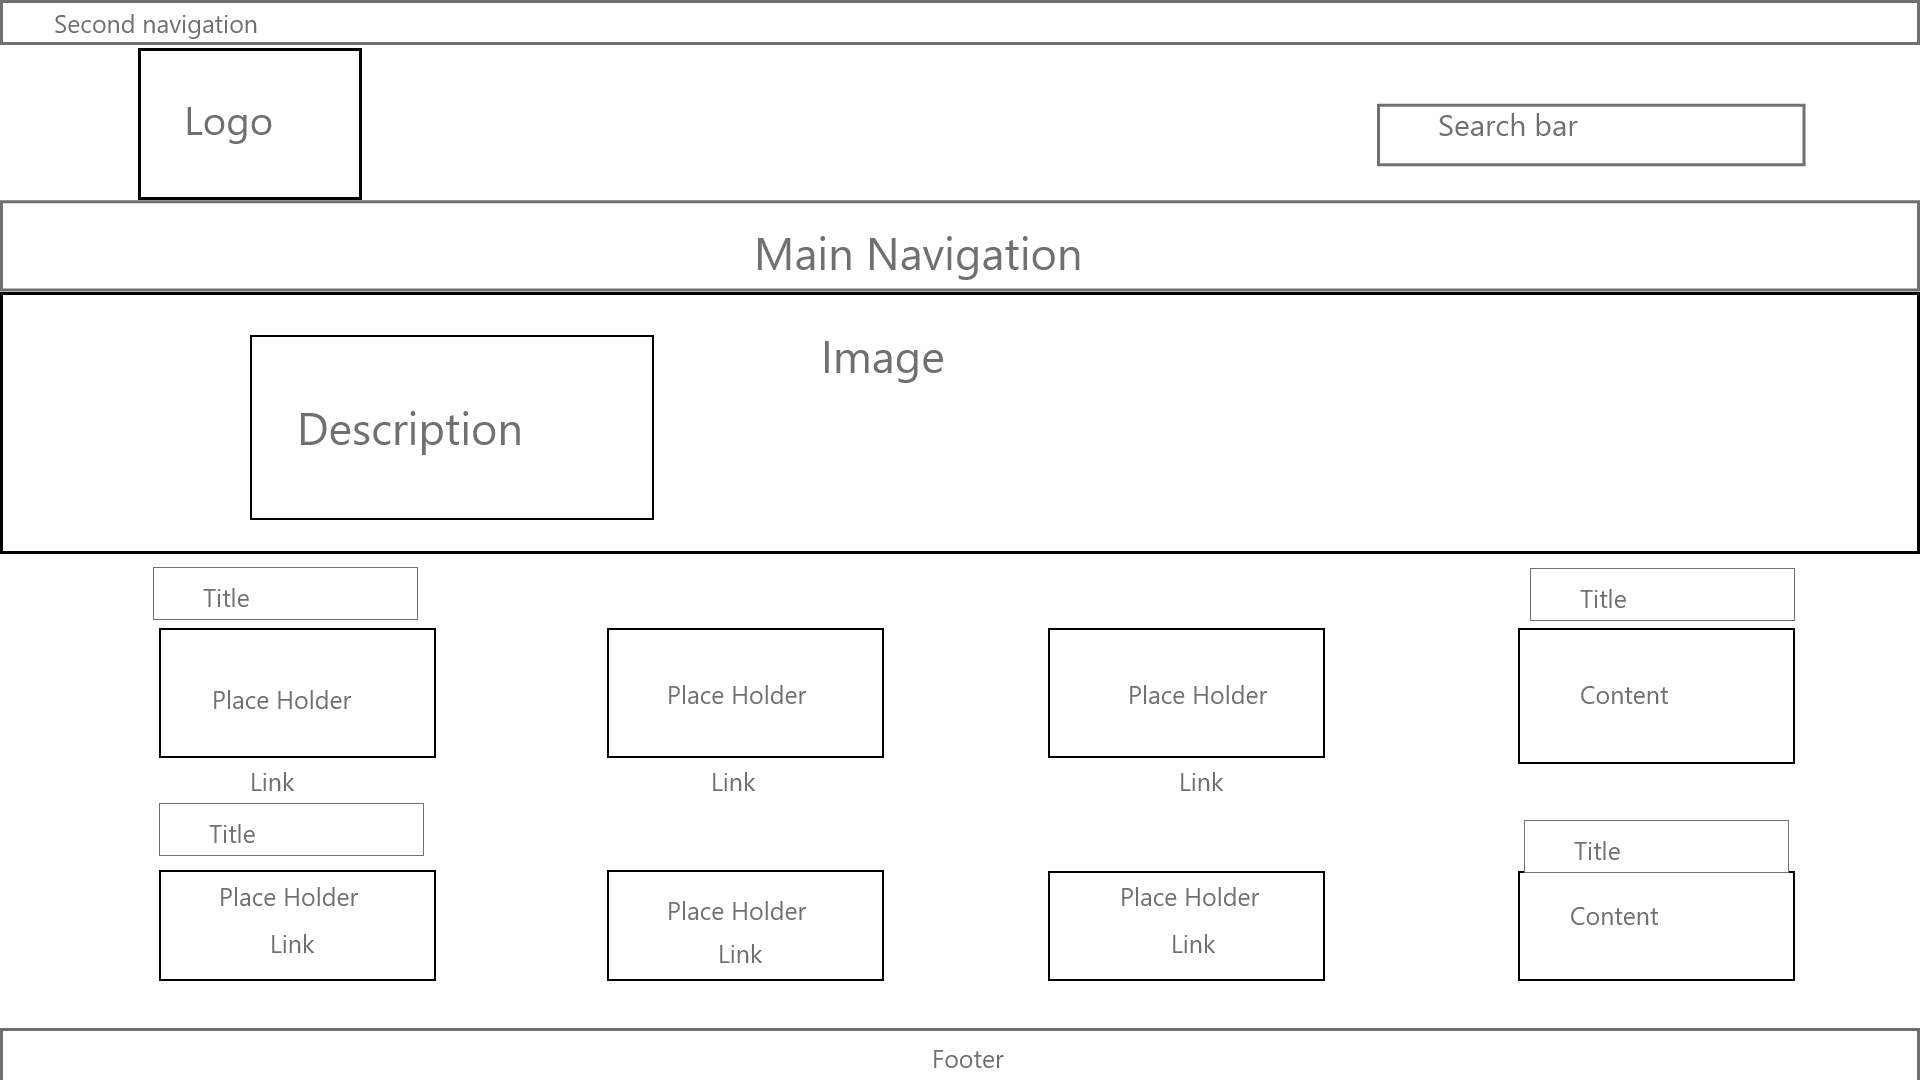 Second navigation
Logo
Search bar
Main Navigation
Image
Description
Title
Title
Place Holder
Place Holder
Place Holder
Content
Link
Link
Link
Title
Title
Place Holder
Place Holder
Place Holder
Content
Link
Link
Link
Footer